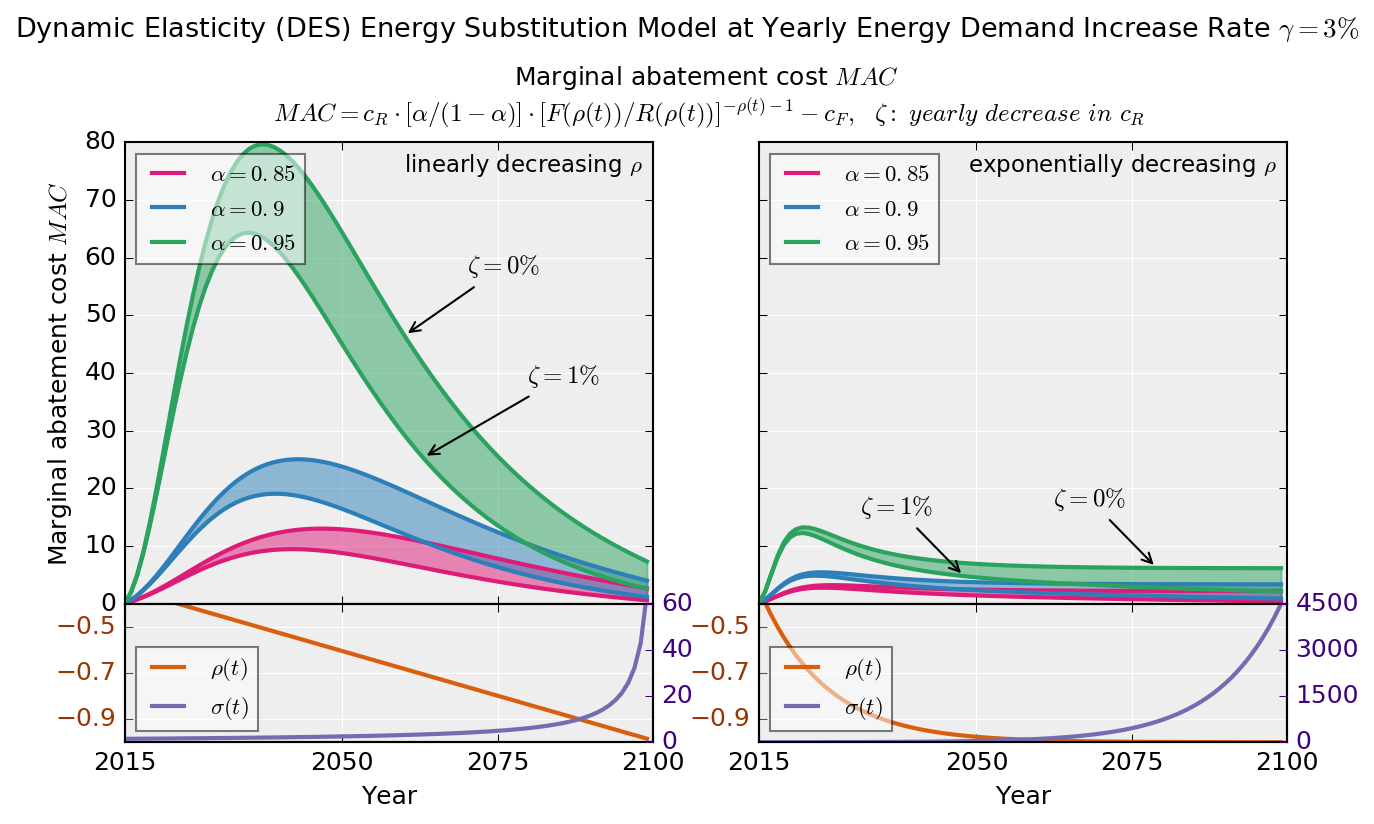 Dynamic Elasticity (DES) Energy Substitution Model at Yearly Energy Demand Increase Rate γ = 3%
Marginal abatement cost MAC
MAC = c_R · [α/(1 − α)] · [F(ρ(t))/R(ρ(t))]^{−ρ(t)−1} − c_F, ζ: yearly decrease in c_R
linearly decreasing ρ
α = 0.85
α = 0.9
α = 0.95
ζ = 0%
ζ = 1%
Marginal abatement cost MAC
80
70
60
50
40
30
20
10
0
−0.5
−0.7
−0.9
ρ(t)
σ(t)
60
40
20
0
2015
2050
2075
2100
Year
exponentially decreasing ρ
α = 0.85
α = 0.9
α = 0.95
ζ = 1%
ζ = 0%
−0.5
−0.7
−0.9
ρ(t)
σ(t)
4500
3000
1500
0
2015
2050
2075
2100
Year